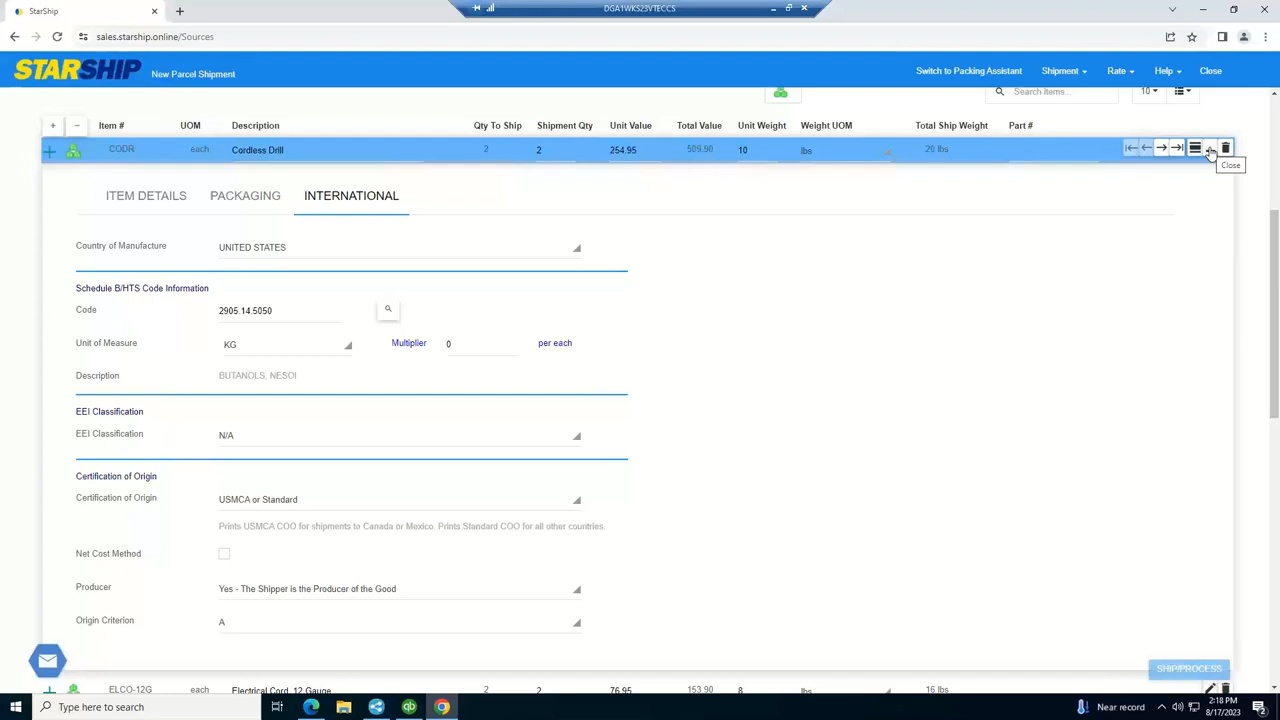 StarShip
DGA1WKS23VTECCS
sales.starship.online/Sources
STARSHIP New Parcel Shipment Switch to Packing Assistant Shipment Rate Help Close
Search Items... 10
+ - Item # UOM Description Qty To Ship Shipment Qty Unit Value Total Value Unit Weight Weight UOM Total Ship Weight Part #
CODR each Cordless Drill 2 2 254.95 509.90 10 lbs 20 lbs
Close
ITEM DETAILS PACKAGING INTERNATIONAL
Country of Manufacture UNITED STATES
Schedule B/HTS Code Information
Code 2905.14.5050
Unit of Measure KG Multiplier 0 per each
Description BUTANOLS, NESOI
EEI Classification
EEI Classification N/A
Certification of Origin
Certification of Origin USMCA or Standard
Prints USMCA COO for shipments to Canada or Mexico. Prints Standard COO for all other countries.
Net Cost Method
Producer Yes - The Shipper is the Producer of the Good
Origin Criterion A
SHIP/PROCESS
ELCO-12G each Electrical Cord, 12 Gauge 2 2 76.95 153.90 8 lbs 16 lbs
Type here to search Near record 2:18 PM
8/17/2023 2